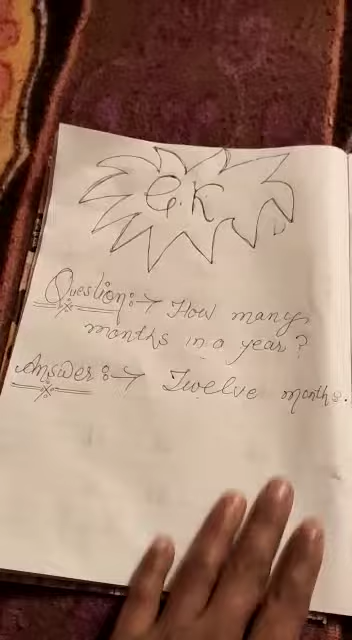 G.K
Question:→ How many
months in a year?
Answer:→ Twelve months.